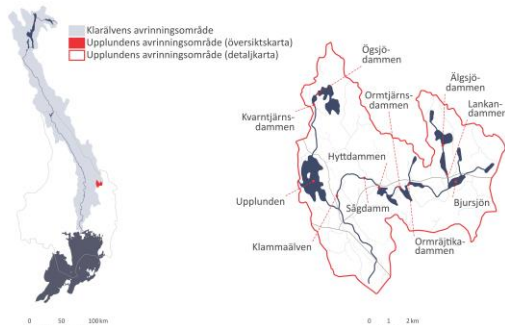 Klarälvens avrinningsområde
Upplundens avrinningsområde (översiktskarta)
Upplundens avrinningsområde (detaljkarta)
Ögsjö-
dammen
Ormtjärns-
dammen
Älgsjö-
dammen
Lankan-
dammen
Kvarntjärns-
dammen
Hyttdammen
Upplunden
Sågdamm
Bjursjön
Klammaälven
Ormräjtika-
dammen
0 50 100 km
0 1 2 km